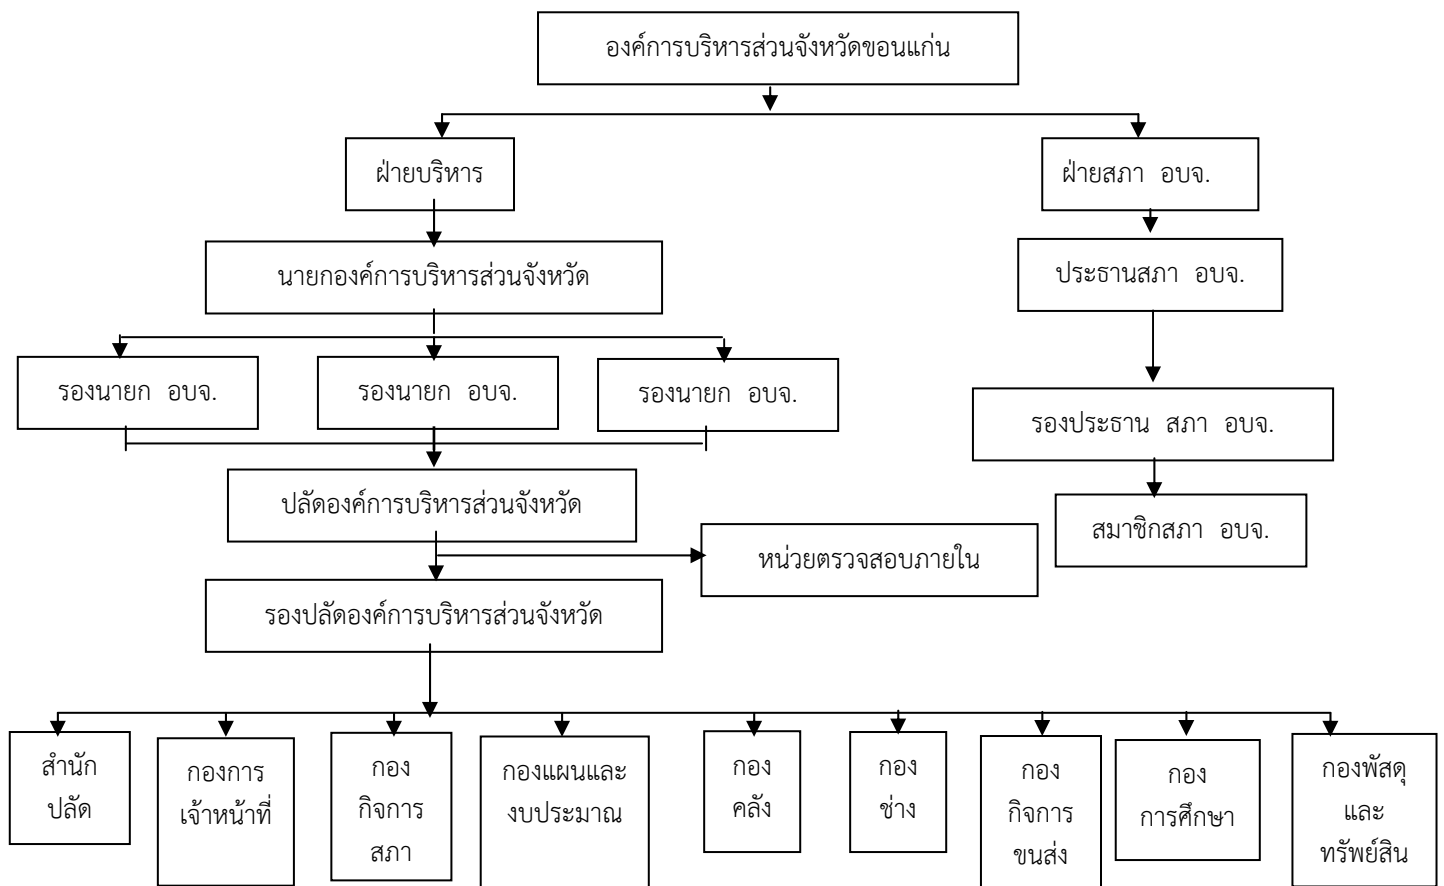 องค์การบริหารส่วนจังหวัดขอนแก่น
ฝ่ายบริหาร
ฝ่ายสภา อบจ.
นายกองค์การบริหารส่วนจังหวัด
ประธานสภา อบจ.
รองนายก อบจ.
รองนายก อบจ.
รองนายก อบจ.
รองประธาน สภา อบจ.
ปลัดองค์การบริหารส่วนจังหวัด
สมาชิกสภา อบจ.
หน่วยตรวจสอบภายใน
รองปลัดองค์การบริหารส่วนจังหวัด
สำนัก
ปลัด
กองการ
เจ้าหน้าที่
กอง
กิจการ
สภา
กองแผนและ
งบประมาณ
กอง
คลัง
กอง
ช่าง
กอง
กิจการ
ขนส่ง
กอง
การศึกษา
กองพัสดุ
และ
ทรัพย์สิน